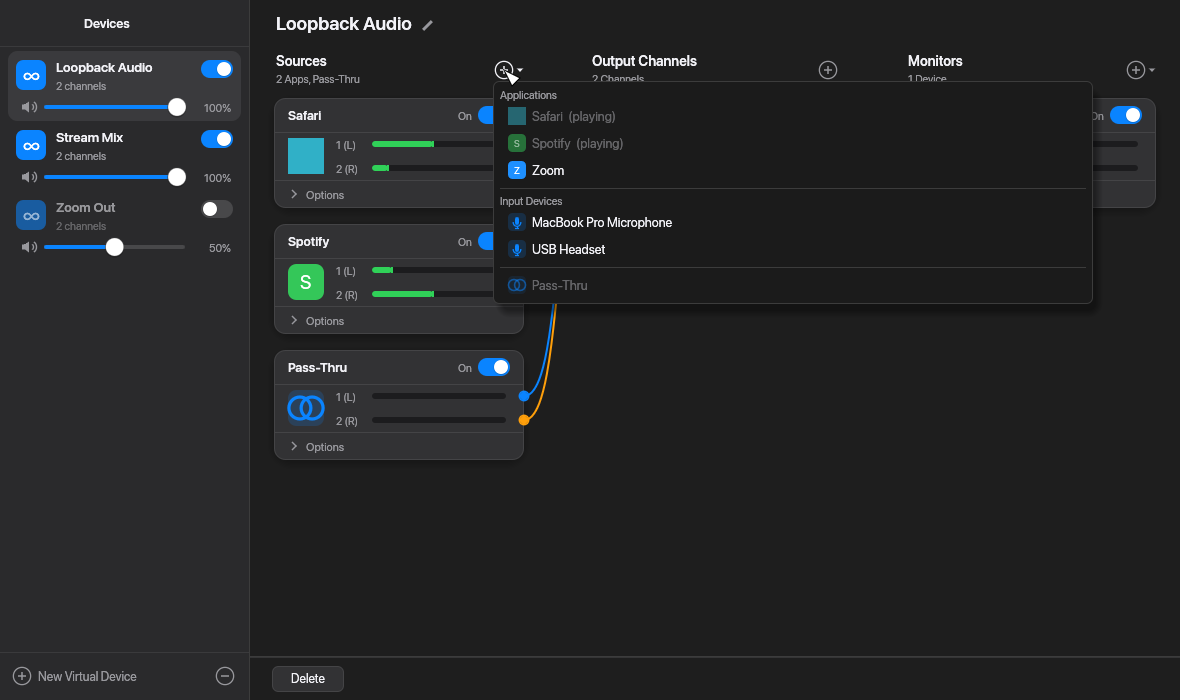 Devices
Loopback Audio
2 channels
100%
Stream Mix
2 channels
100%
Zoom Out
2 channels
50%
New Virtual Device
Loopback Audio
Sources
2 Apps, Pass-Thru
Output Channels
2 Channels
Monitors
1 Device
Applications
Safari (playing)
S Spotify (playing)
Z Zoom
Input Devices
MacBook Pro Microphone
USB Headset
Pass-Thru
Safari On
1 (L)
2 (R)
Options
On
Spotify On
S
1 (L)
2 (R)
Options
Pass-Thru On
1 (L)
2 (R)
Options
Delete